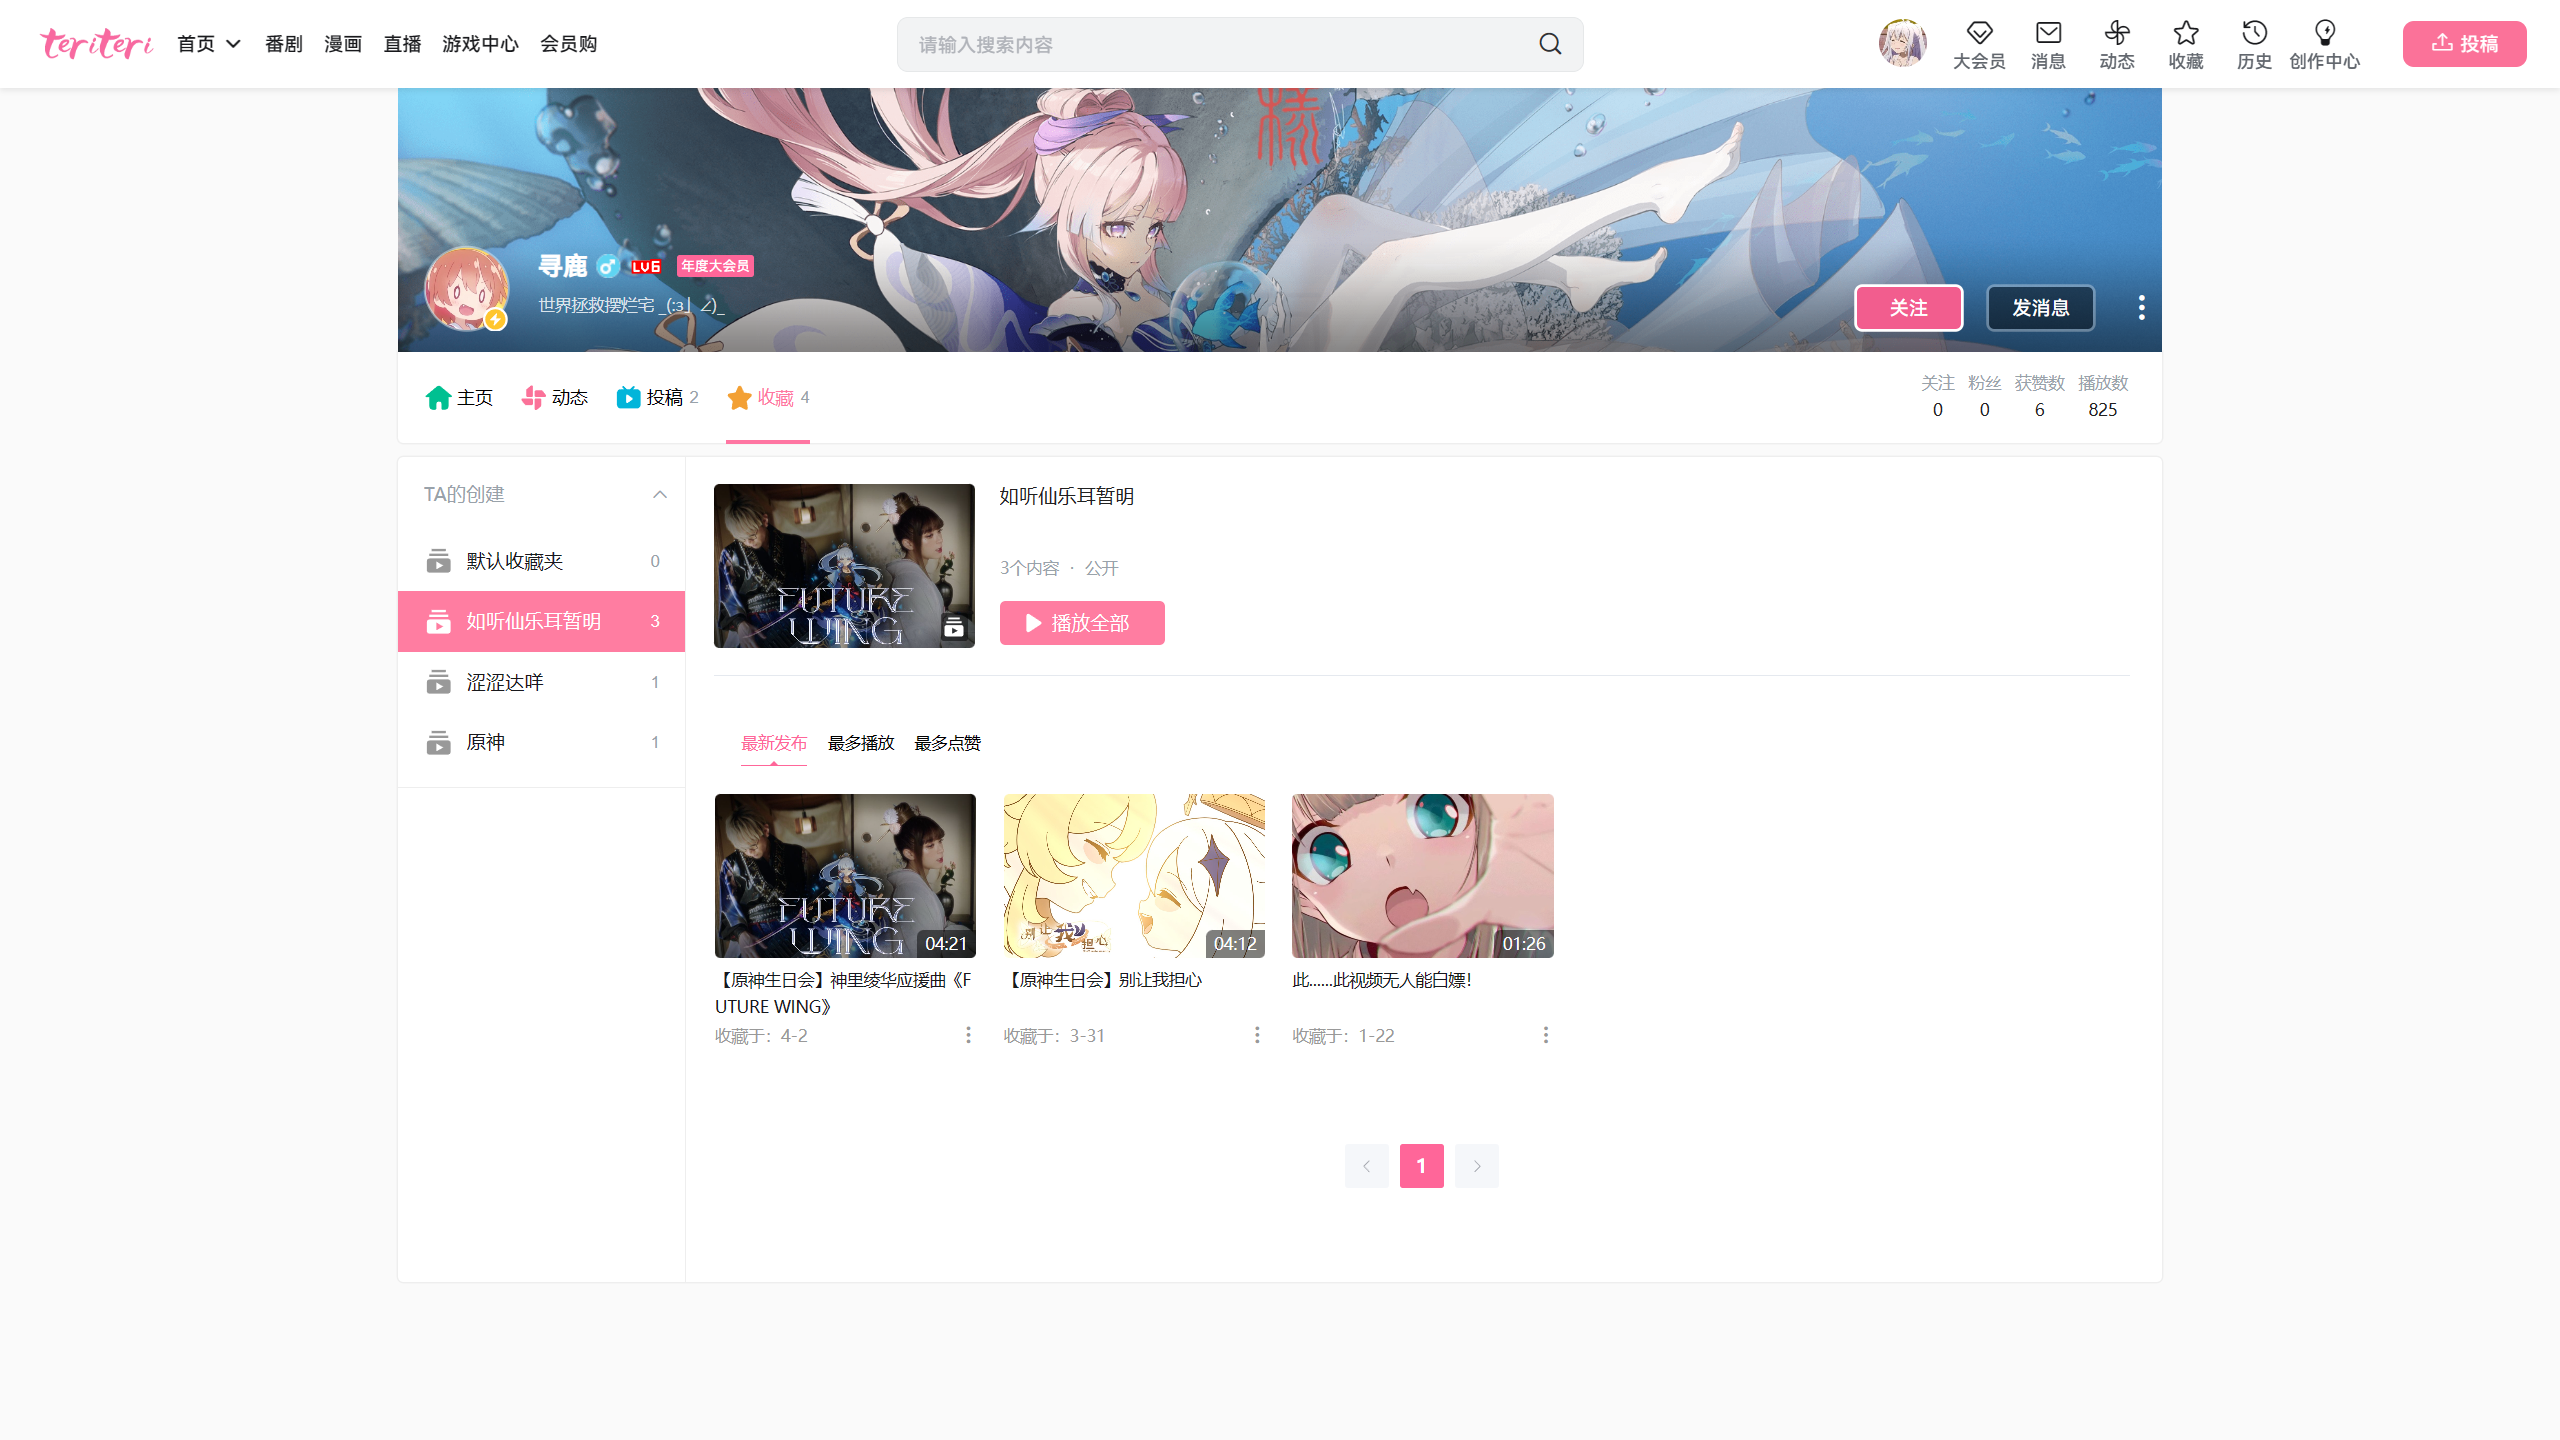 teriteri 首页 番剧 漫画 直播 游戏中心 会员购
请输入搜索内容
大会员 消息 动态 收藏 历史 创作中心 投稿
寻鹿 LV6 年度大会员
世界拯救摆烂宅 _(:з」∠)_
关注 发消息
主页 动态 投稿 2 收藏 4
关注 粉丝 获赞数 播放数
0 0 6 825
TA的创建
默认收藏夹 0
如听仙乐耳暂明 3
涩涩达咩 1
原神 1
FUTURE
WING
如听仙乐耳暂明
3个内容 · 公开
播放全部
最新发布 最多播放 最多点赞
FUTURE
WING
04:21
【原神生日会】神里绫华应援曲《F
UTURE WING》
收藏于：4-2
别让我担心
04:12
【原神生日会】别让我担心
收藏于：3-31
01:26
此……此视频无人能白嫖！
收藏于：1-22
1